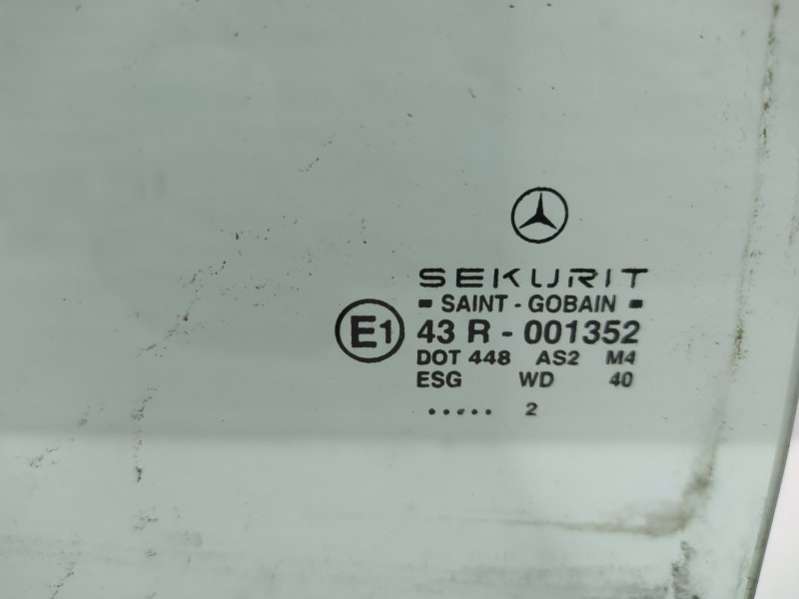 SEKURIT
- SAINT - GOBAIN -
E1 43 R - 001352
DOT 448 AS2 M4
ESG WD 40
..... 2